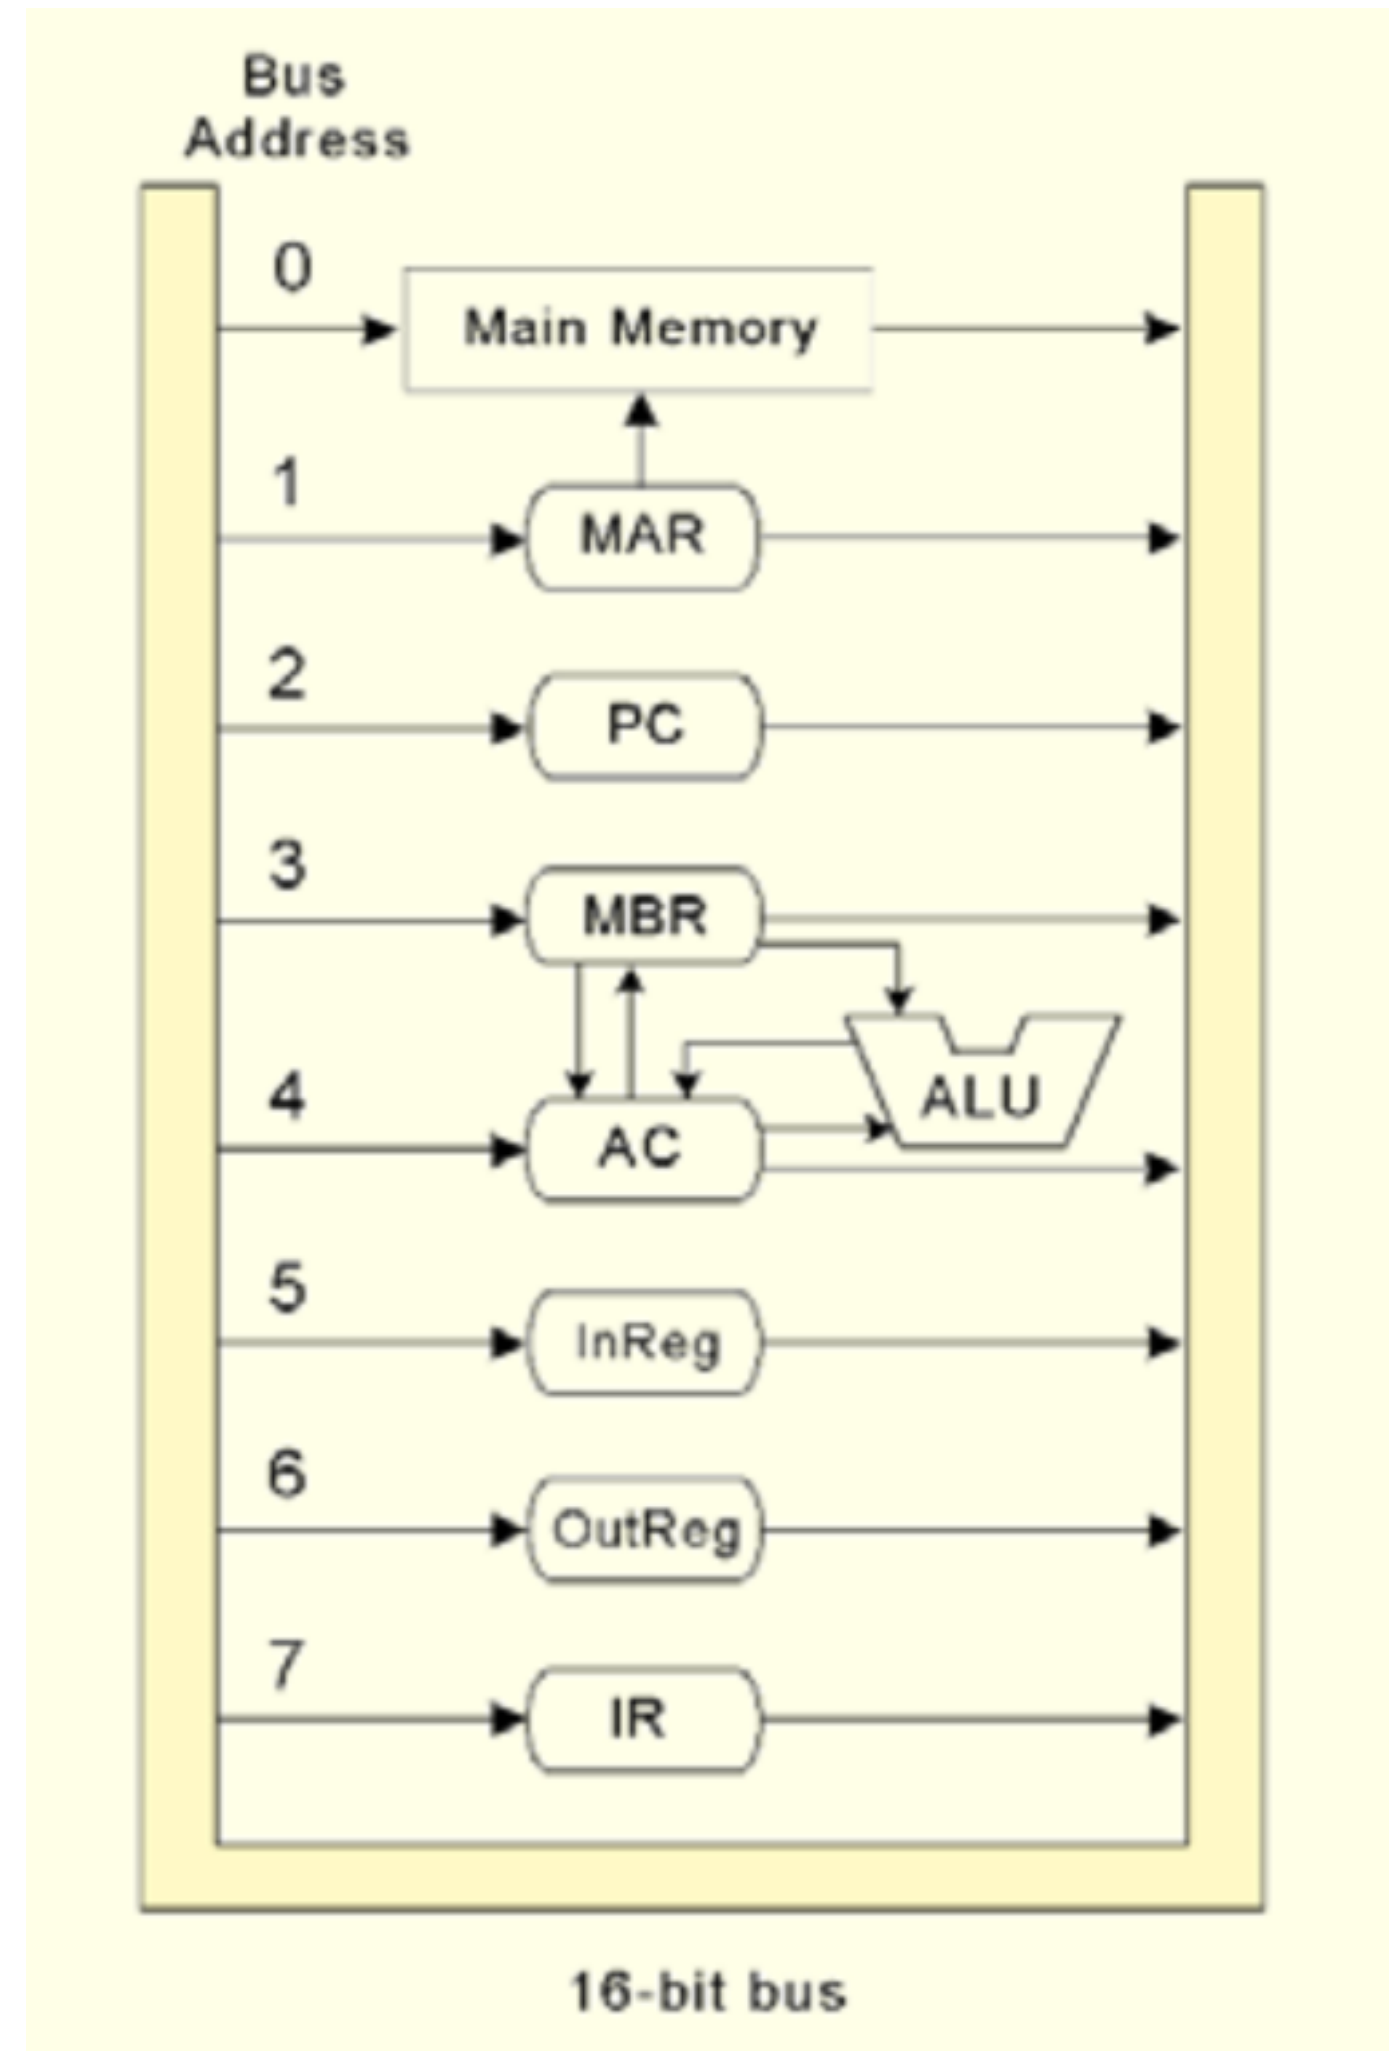 Bus
Address
0
Main Memory
1
MAR
2
PC
3
MBR
ALU
4
AC
5
InReg
6
OutReg
7
IR
16-bit bus